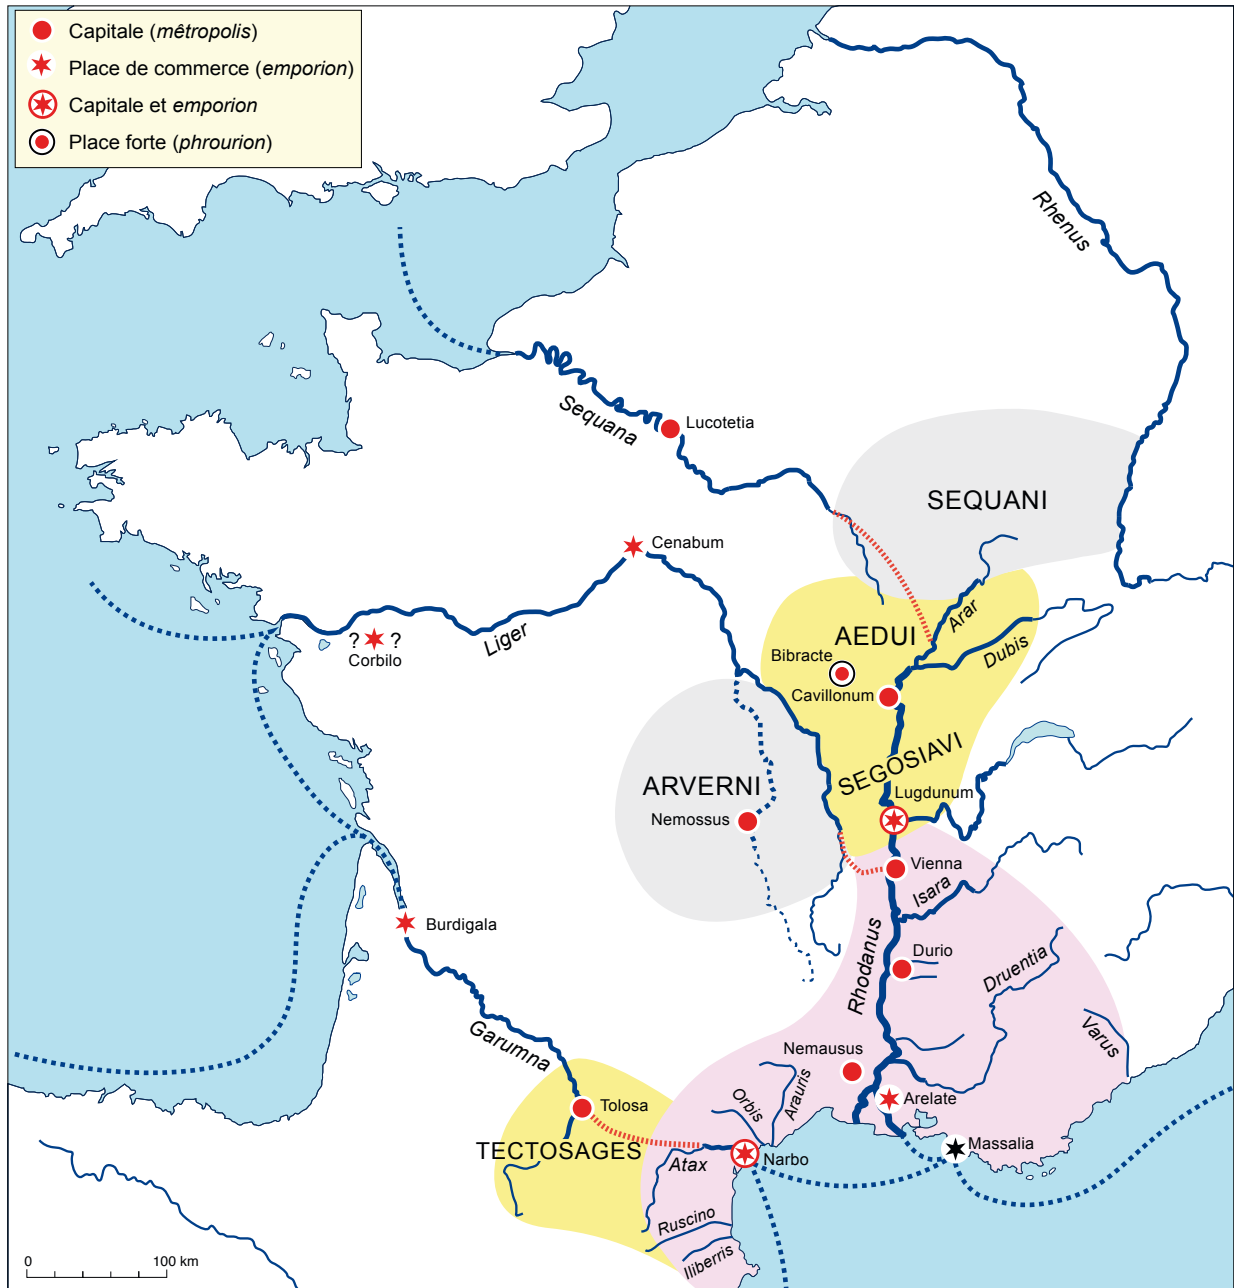 Capitale (mêtropolis)
Place de commerce (emporion)
Capitale et emporion
Place forte (phrourion)
Rhenus
Sequana
Lucotetia
SEQUANI
Cenabum
Arar
Liger
? ?
Corbilo
AEDUI
Dubis
Bibracte
Cavillonum
SEGOSIAVI
ARVERNI
Lugdunum
Nemossus
Vienna
Isara
Burdigala
Rhodanus
Durio
Druentia
Garumna
Varus
Nemausus
Arauris
Orbis
Arelate
Tolosa
TECTOSAGES
Massalia
Atax
Narbo
Ruscino
Iliberris
0 100 km